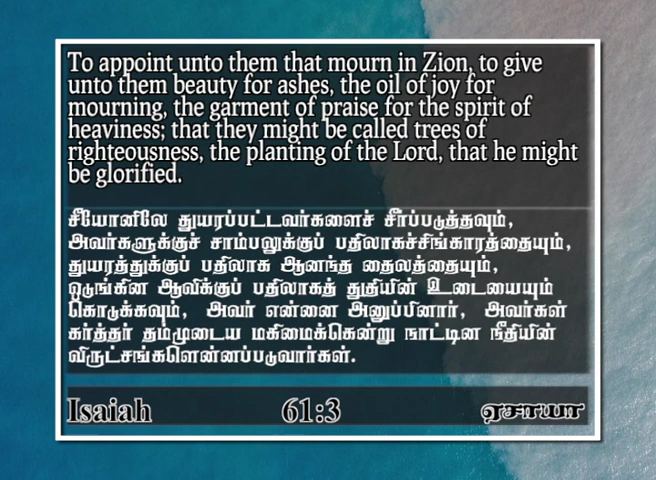 To appoint unto them that mourn in Zion, to give
unto them beauty for ashes, the oil of joy for
mourning, the garment of praise for the spirit of
heaviness; that they might be called trees of
righteousness, the planting of the Lord, that he might
be glorified.
சீயோனிலே துயரப்பட்டவர்களைச் சீர்ப்படுத்தவும்,
அவர்களுக்குச் சாம்பலுக்குப் பதிலாகச்சிங்காரத்தையும்,
துயரத்துக்குப் பதிலாக ஆனந்த தைலத்தையும்,
ஒடுங்கின ஆவிக்குப் பதிலாகத் துதியின் உடையையும்
கொடுக்கவும், அவர் என்னை அனுப்பினார், அவர்கள்
கர்த்தர் தம்முடைய மகிமைக்கென்று நாட்டின நீதியின்
விருட்சங்களென்னப்படுவார்கள்.
Isaiah 61:3 ஏசாயா